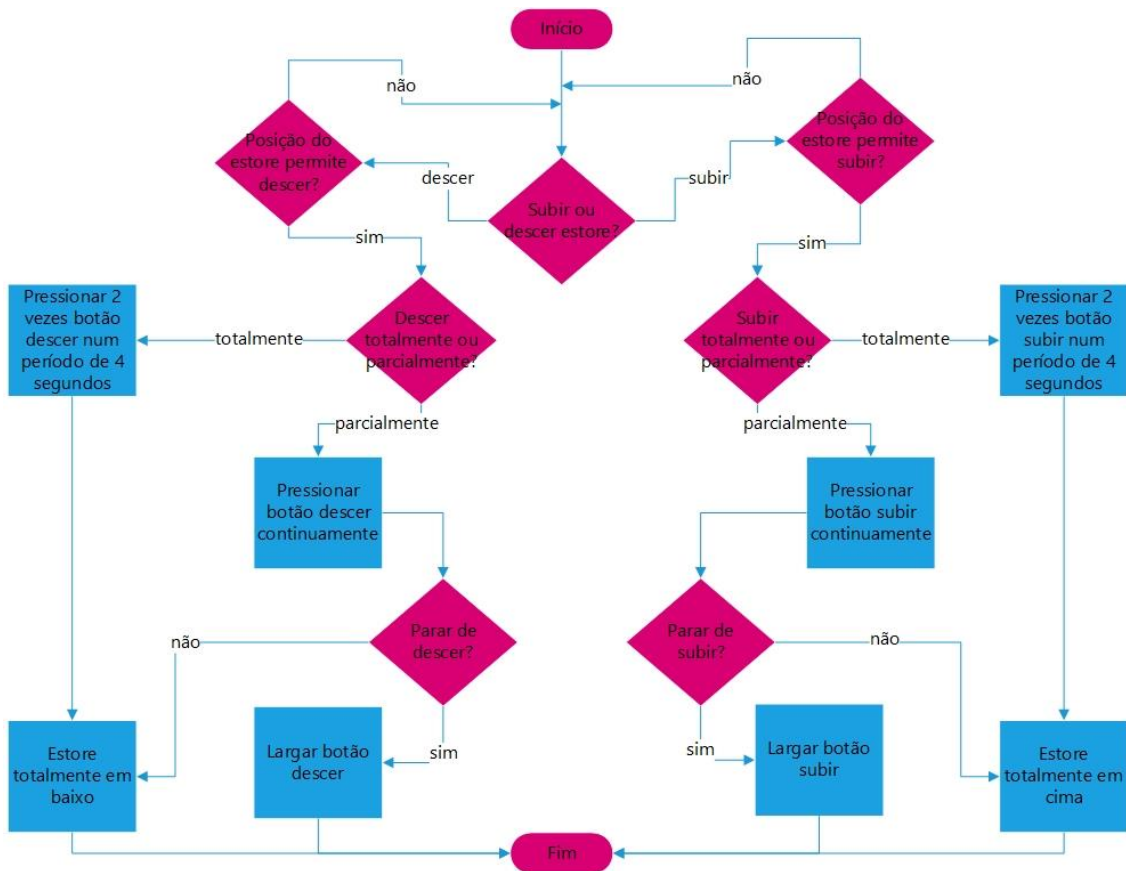 Início
não
não
Posição do
estore permite
descer?
Posição do
estore permite
subir?
descer
subir
Subir ou
descer estore?
sim
sim
Pressionar 2
vezes botão
descer num
período de 4
segundos
totalmente
Descer
totalmente ou
parcialmente?
Subir
totalmente ou
parcialmente?
totalmente
Pressionar 2
vezes botão
subir num
período de 4
segundos
parcialmente
parcialmente
Pressionar
botão descer
continuamente
Pressionar
botão subir
continuamente
não
Parar de
descer?
Parar de
subir?
não
Estore
totalmente em
baixo
Largar botão
descer
sim
sim
Largar botão
subir
Estore
totalmente em
cima
Fim